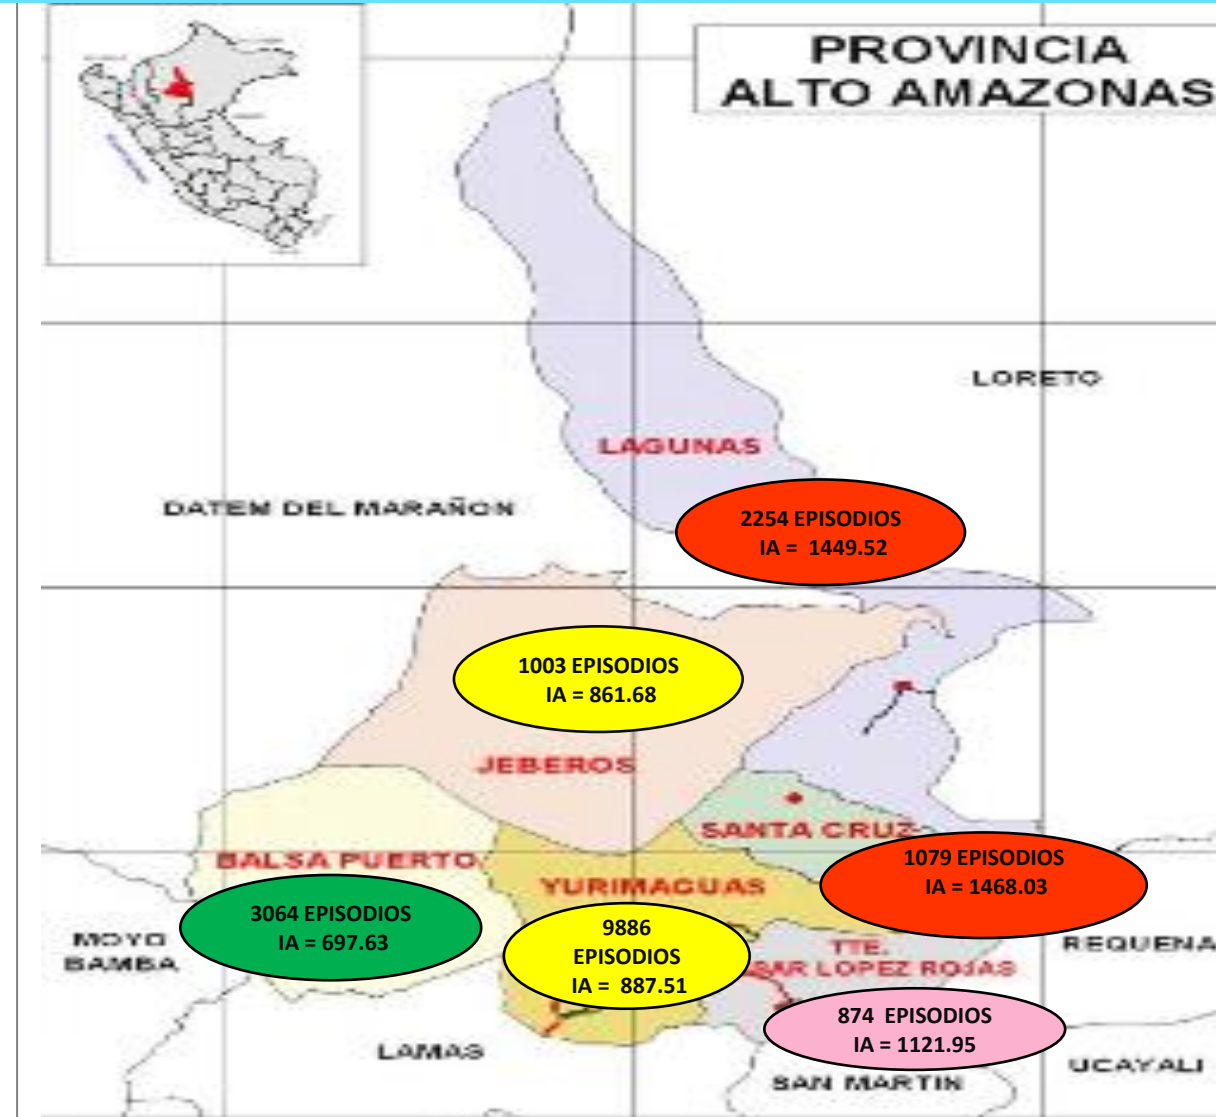 PROVINCIA
ALTO AMAZONAS
LORETO
LAGUNAS
DATEM DEL MARAÑON
2254 EPISODIOS
IA =  1449.52
1003 EPISODIOS
IA = 861.68
JEBEROS
SANTA CRUZ
BALSA PUERTO
YURIMAGUAS
1079 EPISODIOS
IA = 1468.03
3064 EPISODIOS
IA = 697.63
9886
EPISODIOS
IA =  887.51
MOYO
BAMBA
TTE.
SAR LOPEZ ROJAS
REQUENA
874  EPISODIOS
IA = 1121.95
LAMAS
UCAYALI
SAN MARTIN